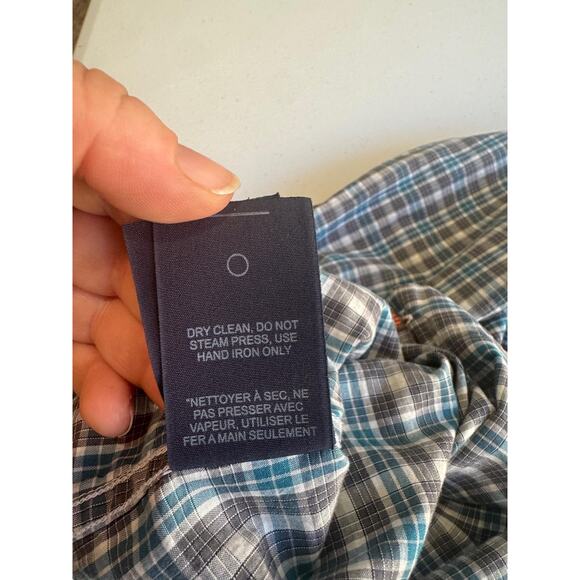 DRY CLEAN, DO NOT
STEAM PRESS, USE
HAND IRON ONLY
*NETTOYER À SEC, NE
PAS PRESSER AVEC
VAPEUR, UTILISER LE
FER A MAIN SEULEMENT